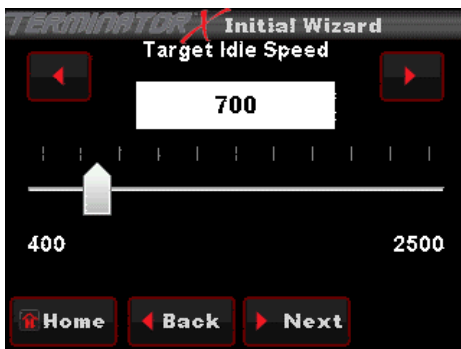 TERMINATOR X Initial Wizard
Target Idle Speed
700
400 2500
Home Back Next